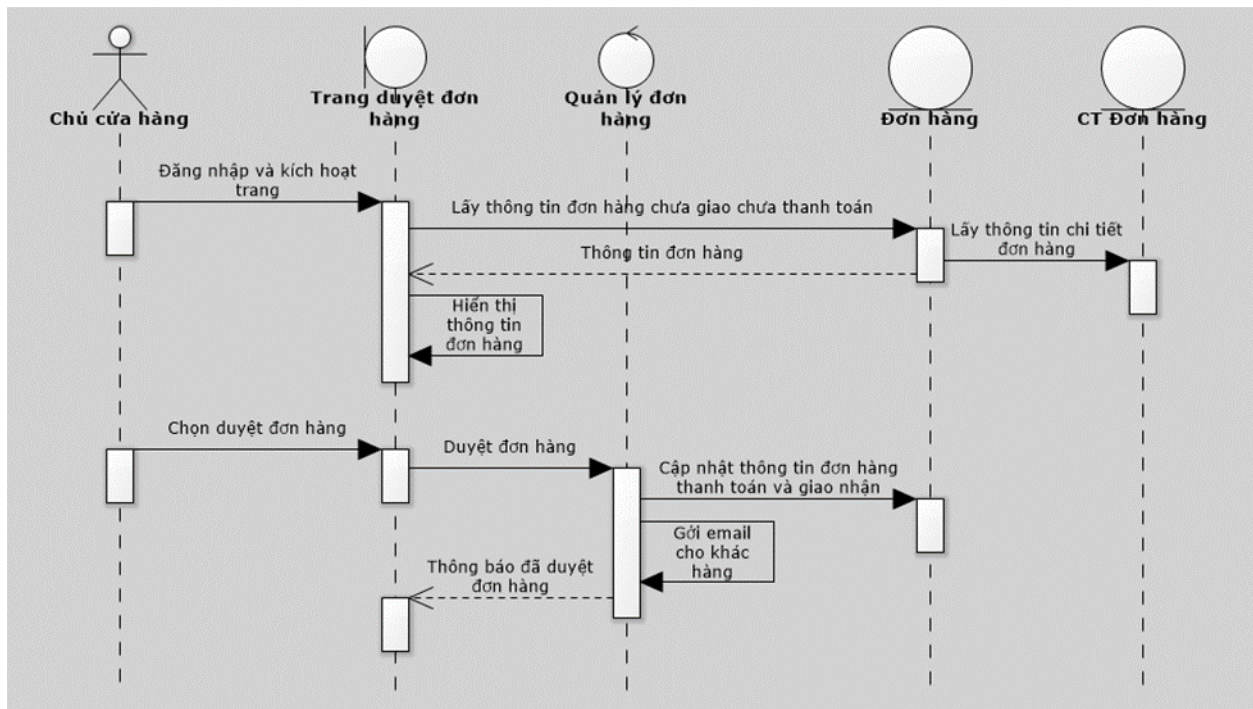 Chủ cửa hàng
Trang duyệt đơn
hàng
Quản lý đơn
hàng
Đơn hàng
CT Đơn hàng
Đăng nhập và kích hoạt
trang
Lấy thông tin đơn hàng chưa giao chưa thanh toán
Lấy thông tin chi tiết
đơn hàng
Thông tin đơn hàng
Hiển thị
thông tin
đơn hàng
Chọn duyệt đơn hàng
Duyệt đơn hàng
Cập nhật thông tin đơn hàng
thanh toán và giao nhận
Gởi email
cho khác
hàng
Thông báo đã duyệt
đơn hàng